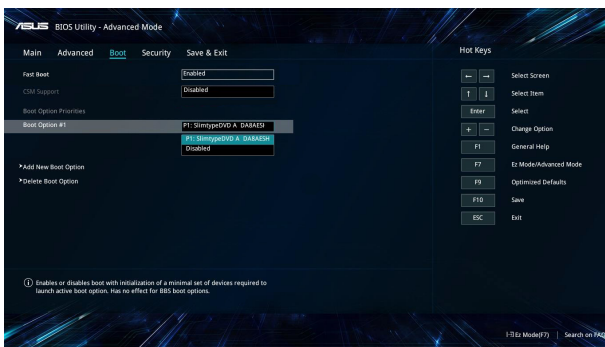 ASUS BIOS Utility - Advanced Mode
Main Advanced Boot Security Save & Exit
Hot Keys
Fast Boot Enabled
CSM Support Disabled
Boot Option Priorities
Boot Option #1 P1: SlimtypeDVD A DA8AESI
P1: SlimtypeDVD A DA8AESH
Disabled
Add New Boot Option
Delete Boot Option
← → Select Screen
↑ ↓ Select Item
Enter Select
+ − Change Option
F1 General Help
F7 Ez Mode/Advanced Mode
F9 Optimized Defaults
F10 Save
ESC Exit
Enables or disables boot with initialization of a minimal set of devices required to
launch active boot option. Has no effect for BBS boot options.
Ez Mode(F7) | Search on FAQ